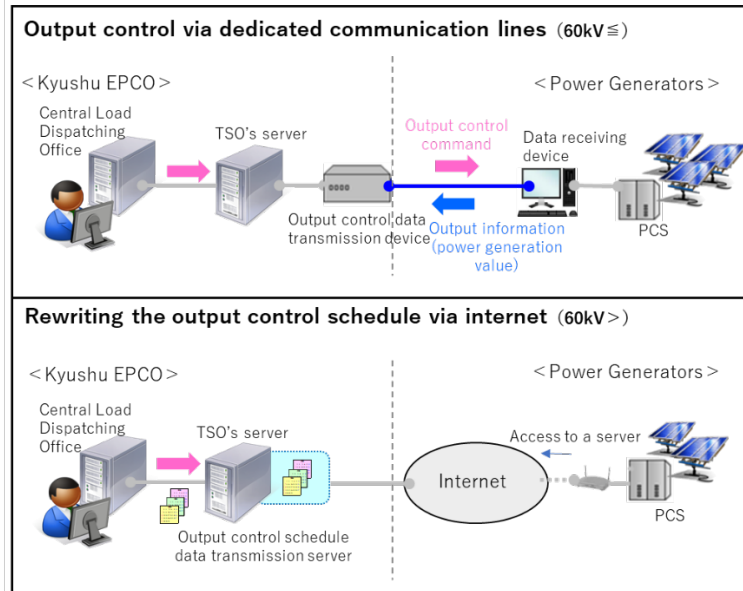 Output control via dedicated communication lines (60kV≦)
<Kyushu EPCO>
<Power Generators>
Central Load
Dispatching
Office
TSO's server
Output control
command
Data receiving
device
Output control data
transmission device
Output information
(power generation
value)
PCS
Rewriting the output control schedule via internet (60kV>)
<Kyushu EPCO>
<Power Generators>
Central Load
Dispatching
Office
TSO's server
Access to a server
Internet
PCS
Output control schedule
data transmission server